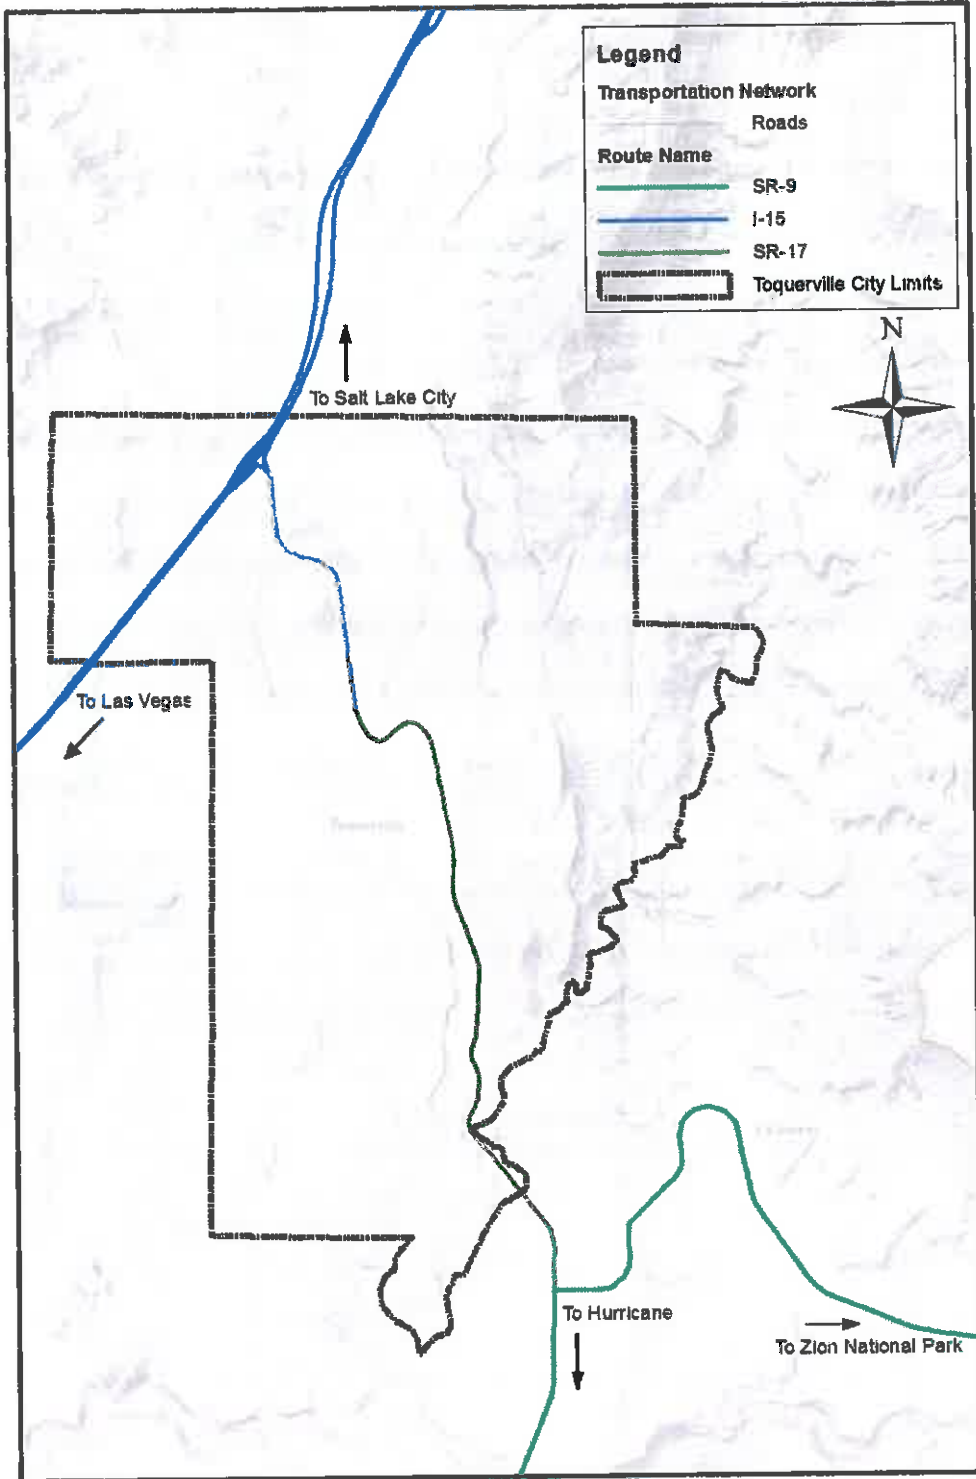 Legend
Transportation Network
Roads
Route Name
SR-9
I-15
SR-17
Toquerville City Limits
N
To Salt Lake City
To Las Vegas
To Hurricane
To Zion National Park